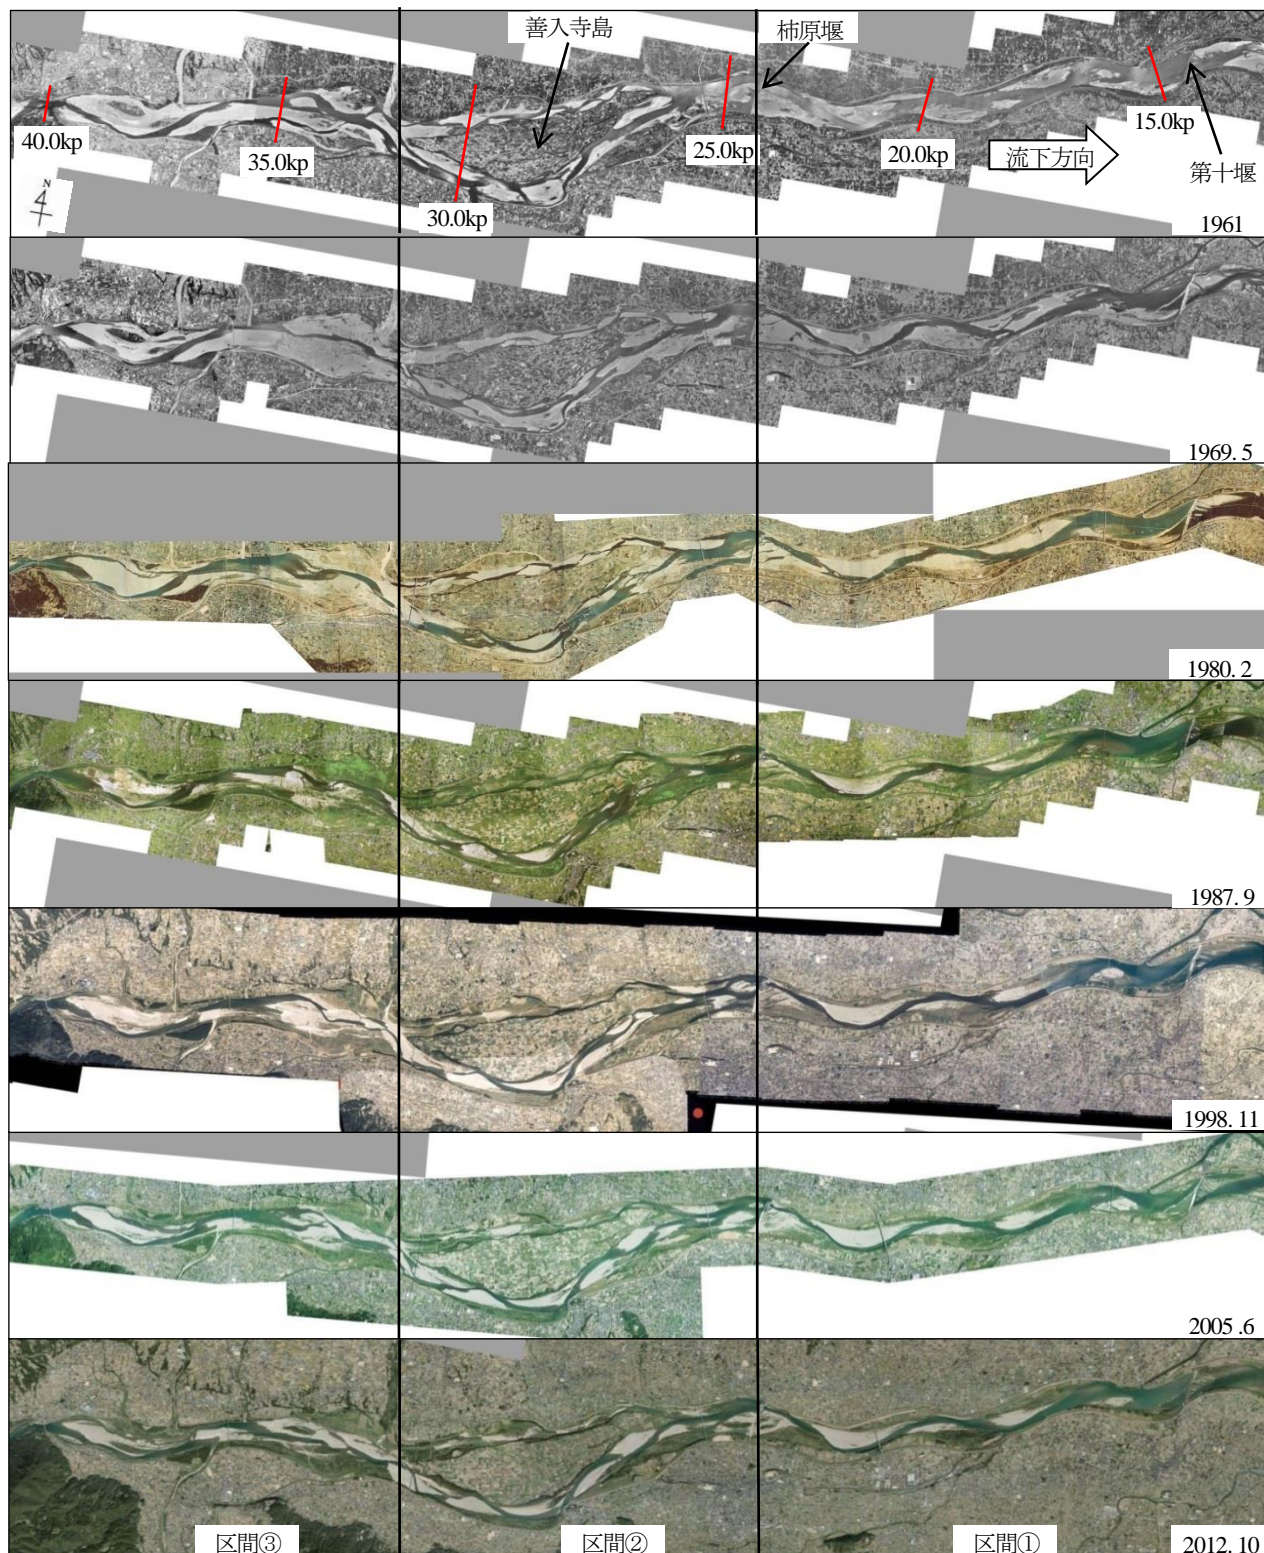 善入寺島
柿原堰
40.0kp
35.0kp
30.0kp
25.0kp
20.0kp
15.0kp
流下方向
第十堰
N
1961
1969.5
1980.2
1987.9
1998.11
2005.6
区間③
区間②
区間①
2012.10